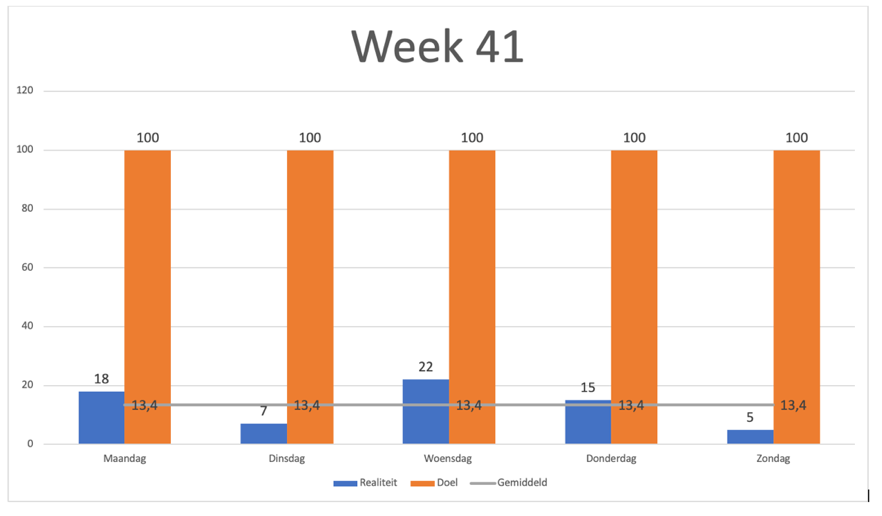 Week 41
120
100
80
60
40
20
0
100 100 100 100 100
18 7 22 15 5
13,4 13,4 13,4 13,4 13,4
Maandag Dinsdag Woensdag Donderdag Zondag
Realiteit Doel Gemiddeld